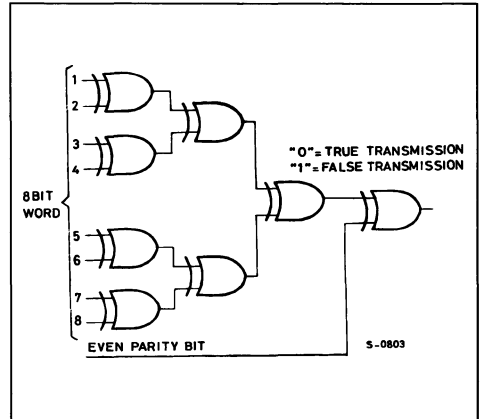 1
2
3
4
"0"= TRUE TRANSMISSION
"1"= FALSE TRANSMISSION
8BIT
WORD
5
6
7
8
EVEN PARITY BIT
S-0803